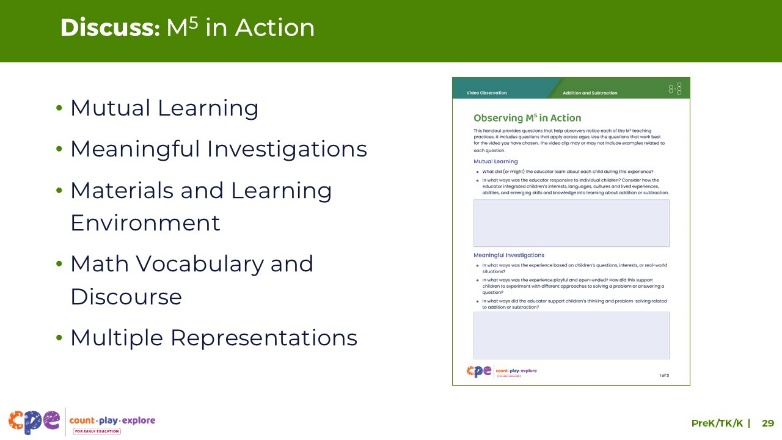 Discuss: M⁵ in Action
• Mutual Learning
• Meaningful Investigations
• Materials and Learning
Environment
• Math Vocabulary and
Discourse
• Multiple Representations
Video Observation
Addition and Subtraction
Observing M⁵ in Action
This handout provides questions that help observers notice each of the M⁵ teaching
practices. It includes questions that apply across ages. Use the questions that work best
for the video you have chosen. The video clip may or may not include examples related to
each question.
Mutual Learning
• What did (or might) the educator learn about each child during this experience?
• In what ways was the educator responsive to individual children? Consider how the
educator integrated children's interests, languages, cultures and lived experiences,
abilities, and emerging skills and knowledge into learning about addition or subtraction.
Meaningful Investigations
• In what ways was the experience based on children's questions, interests, or real-world
situations?
• In what ways was the experience playful and open-ended? How did this support
children to experiment with different approaches to solving a problem or answering a
question?
• In what ways did the educator support children's thinking and problem-solving related
to addition or subtraction?
cpe count·play·explore
1 of 3
cpe count·play·explore
FOR EARLY EDUCATION
PreK/TK/K | 29